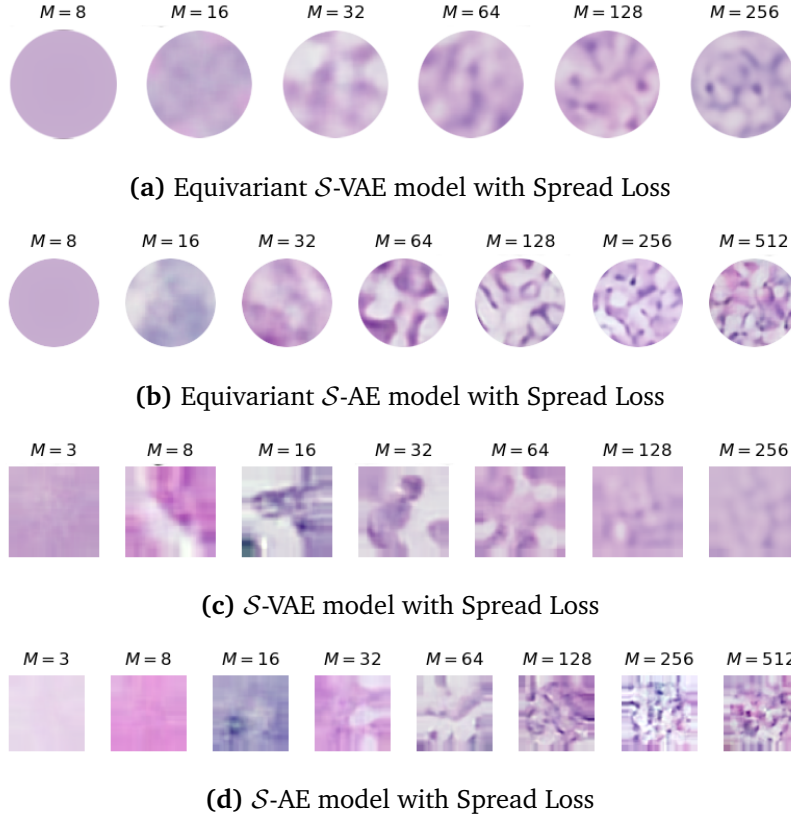 M = 8 M = 16 M = 32 M = 64 M = 128 M = 256
(a) Equivariant 𝒮-VAE model with Spread Loss
M = 8 M = 16 M = 32 M = 64 M = 128 M = 256 M = 512
(b) Equivariant 𝒮-AE model with Spread Loss
M = 3 M = 8 M = 16 M = 32 M = 64 M = 128 M = 256
(c) 𝒮-VAE model with Spread Loss
M = 3 M = 8 M = 16 M = 32 M = 64 M = 128 M = 256 M = 512
(d) 𝒮-AE model with Spread Loss